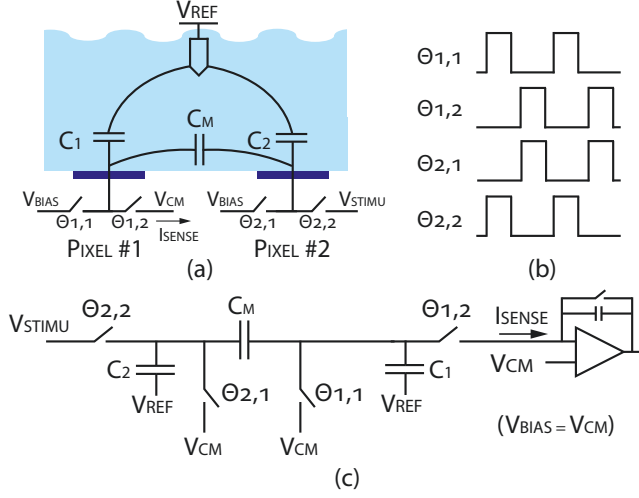 VREF
C1
CM
C2
VBIAS
Θ1,1
Θ1,2
VCM
ISENSE
VBIAS
Θ2,1
Θ2,2
VSTIMU
PIXEL #1
(a)
PIXEL #2
Θ1,1
Θ1,2
Θ2,1
Θ2,2
(b)
VSTIMU
Θ2,2
CM
Θ1,2
ISENSE
C2
VREF
Θ2,1
VCM
Θ1,1
VCM
C1
VREF
VCM
(VBIAS = VCM)
(c)